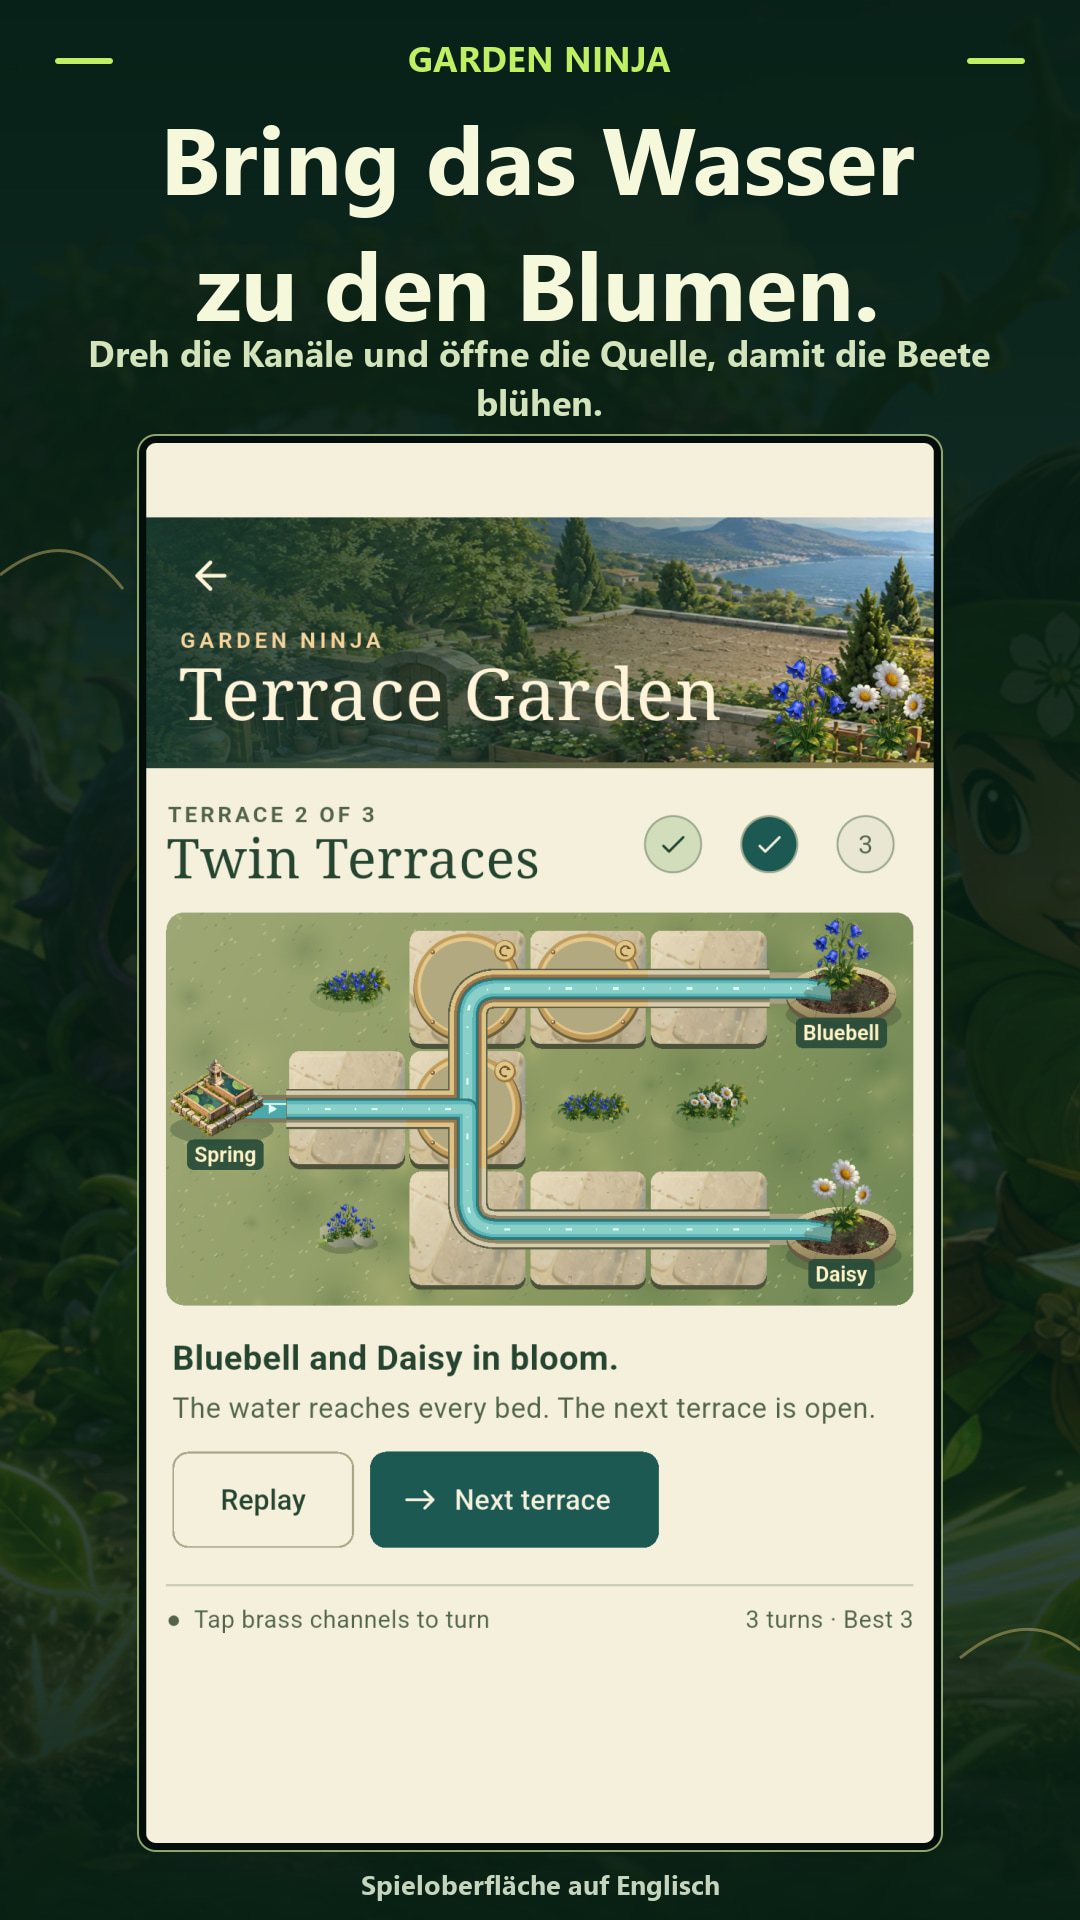 GARDEN NINJA
Bring das Wasser
zu den Blumen.
Dreh die Kanäle und öffne die Quelle, damit die Beete
blühen.
GARDEN NINJA
Terrace Garden
TERRACE 2 OF 3
Twin Terraces
3
Bluebell
Spring
Daisy
Bluebell and Daisy in bloom.
The water reaches every bed. The next terrace is open.
Replay
Next terrace
Tap brass channels to turn
3 turns · Best 3
Spieloberfläche auf Englisch